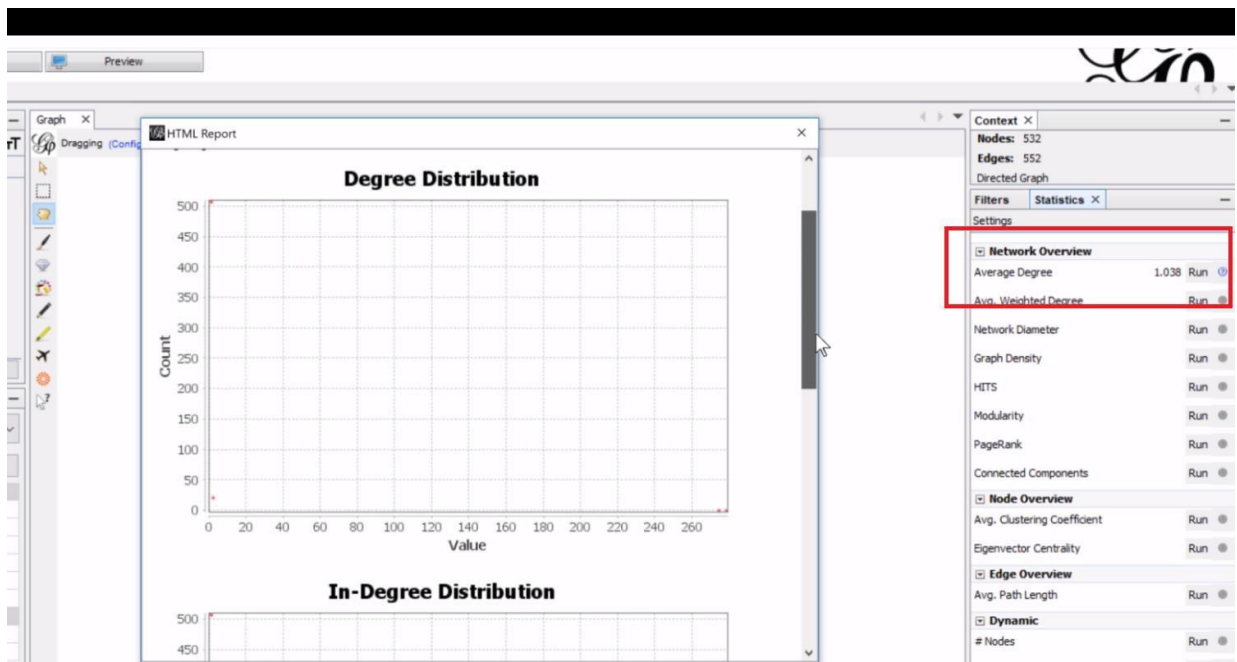 Preview
Graph
Dragging (Config
HTML Report
Degree Distribution
Count
500
450
400
350
300
250
200
150
100
50
0
0 20 40 60 80 100 120 140 160 180 200 220 240 260
Value
In-Degree Distribution
500
450
Context
Nodes: 532
Edges: 552
Directed Graph
Filters Statistics
Settings
Network Overview
Average Degree 1.038 Run
Avg. Weighted Degree Run
Network Diameter Run
Graph Density Run
HITS Run
Modularity Run
PageRank Run
Connected Components Run
Node Overview
Avg. Clustering Coefficient Run
Eigenvector Centrality Run
Edge Overview
Avg. Path Length Run
Dynamic
# Nodes Run